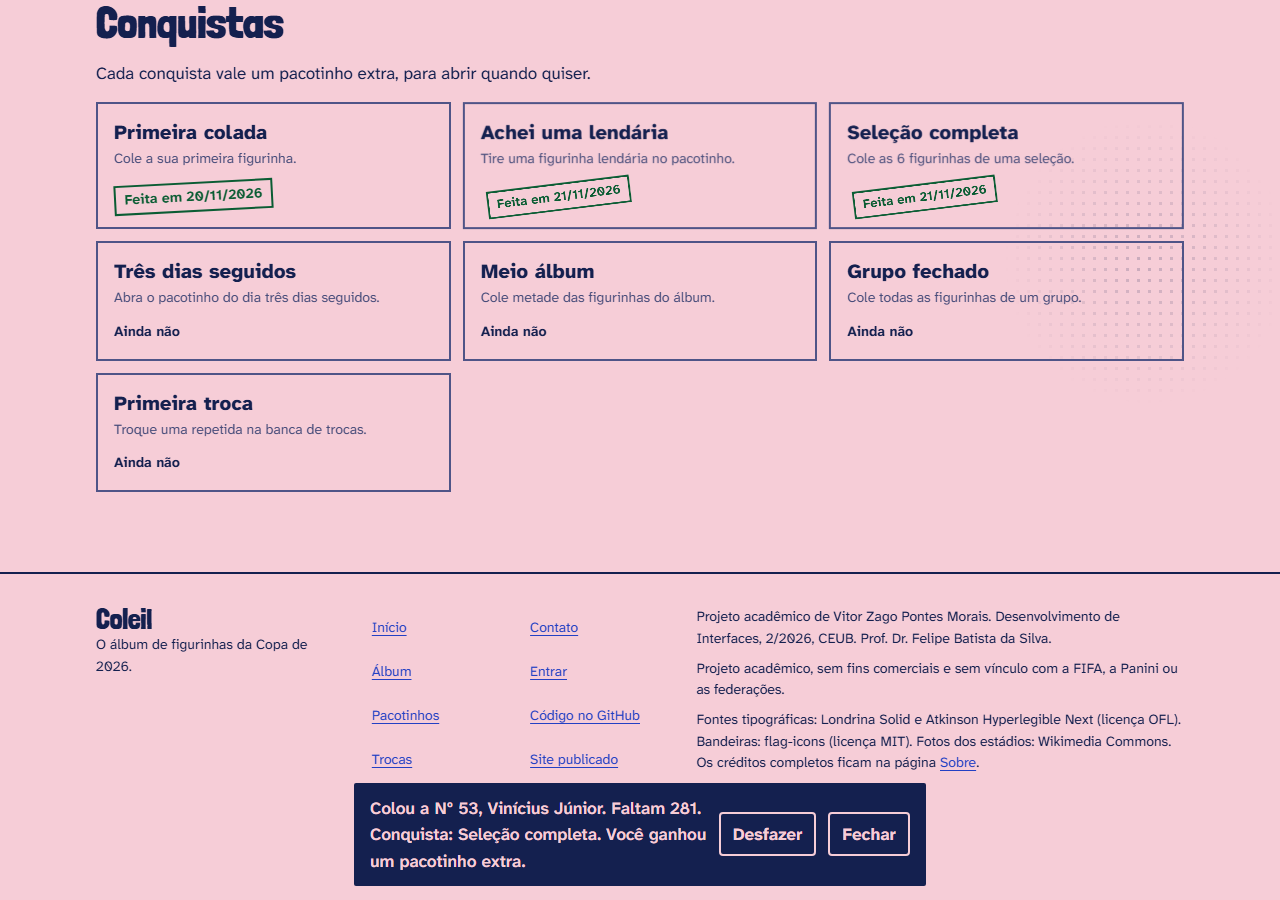 Conquistas
Cada conquista vale um pacotinho extra, para abrir quando quiser.
Primeira colada
Cole a sua primeira figurinha.
Feita em 20/11/2026
Achei uma lendária
Tire uma figurinha lendária no pacotinho.
Feita em 21/11/2026
Seleção completa
Cole as 6 figurinhas de uma seleção.
Feita em 21/11/2026
Três dias seguidos
Abra o pacotinho do dia três dias seguidos.
Ainda não
Meio álbum
Cole metade das figurinhas do álbum.
Ainda não
Grupo fechado
Cole todas as figurinhas de um grupo.
Ainda não
Primeira troca
Troque uma repetida na banca de trocas.
Ainda não
Coleil
O álbum de figurinhas da Copa de
2026.
Início
Álbum
Pacotinhos
Trocas
Contato
Entrar
Código no GitHub
Site publicado
Projeto acadêmico de Vitor Zago Pontes Morais. Desenvolvimento de
Interfaces, 2/2026, CEUB. Prof. Dr. Felipe Batista da Silva.
Projeto acadêmico, sem fins comerciais e sem vínculo com a FIFA, a Panini ou
as federações.
Fontes tipográficas: Londrina Solid e Atkinson Hyperlegible Next (licença OFL).
Bandeiras: flag-icons (licença MIT). Fotos dos estádios: Wikimedia Commons.
Os créditos completos ficam na página Sobre.
Colou a Nº 53, Vinícius Júnior. Faltam 281.
Conquista: Seleção completa. Você ganhou
um pacotinho extra.
Desfazer
Fechar